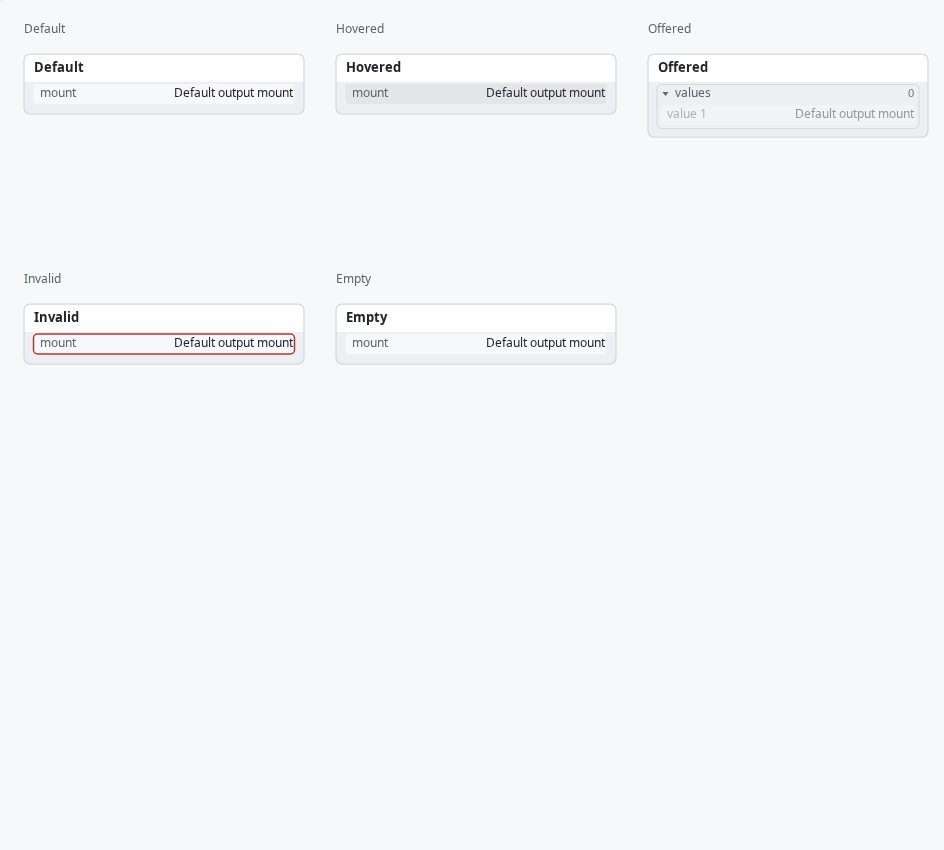 Default
Hovered
Offered
Default
mount Default output mount
Hovered
mount Default output mount
Offered
values 0
value 1 Default output mount
Invalid
Empty
Invalid
mount Default output mount
Empty
mount Default output mount